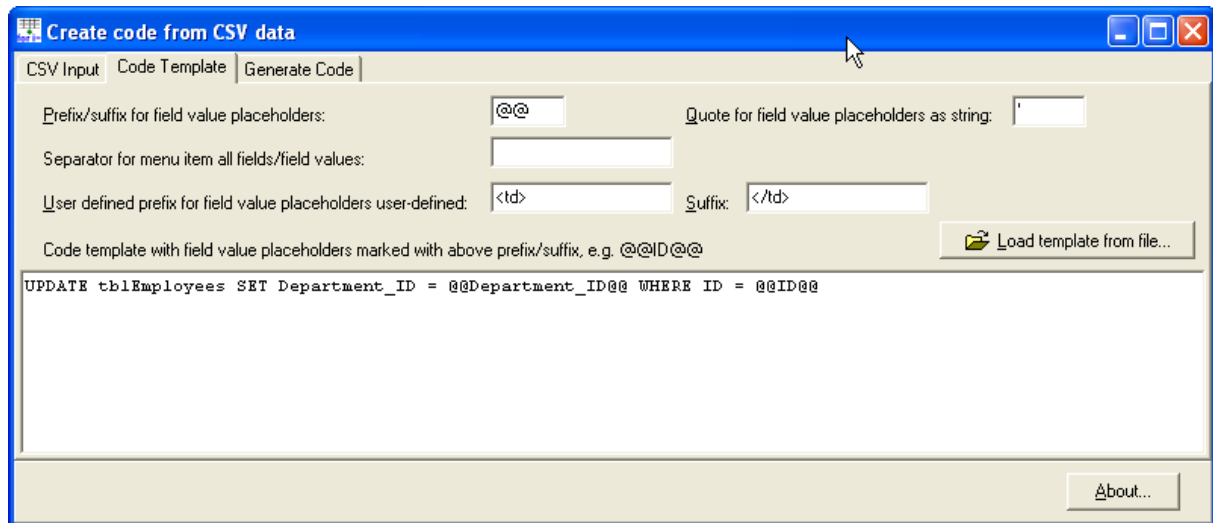 Create code from CSV data
CSV Input Code Template Generate Code
Prefix/suffix for field value placeholders: @@ Quote for field value placeholders as string: '
Separator for menu item all fields/field values:
User defined prefix for field value placeholders user-defined: <td> Suffix: </td>
Code template with field value placeholders marked with above prefix/suffix, e.g. @@ID@@ Load template from file...
UPDATE tblEmployees SET Department_ID = @@Department_ID@@ WHERE ID = @@ID@@
About...